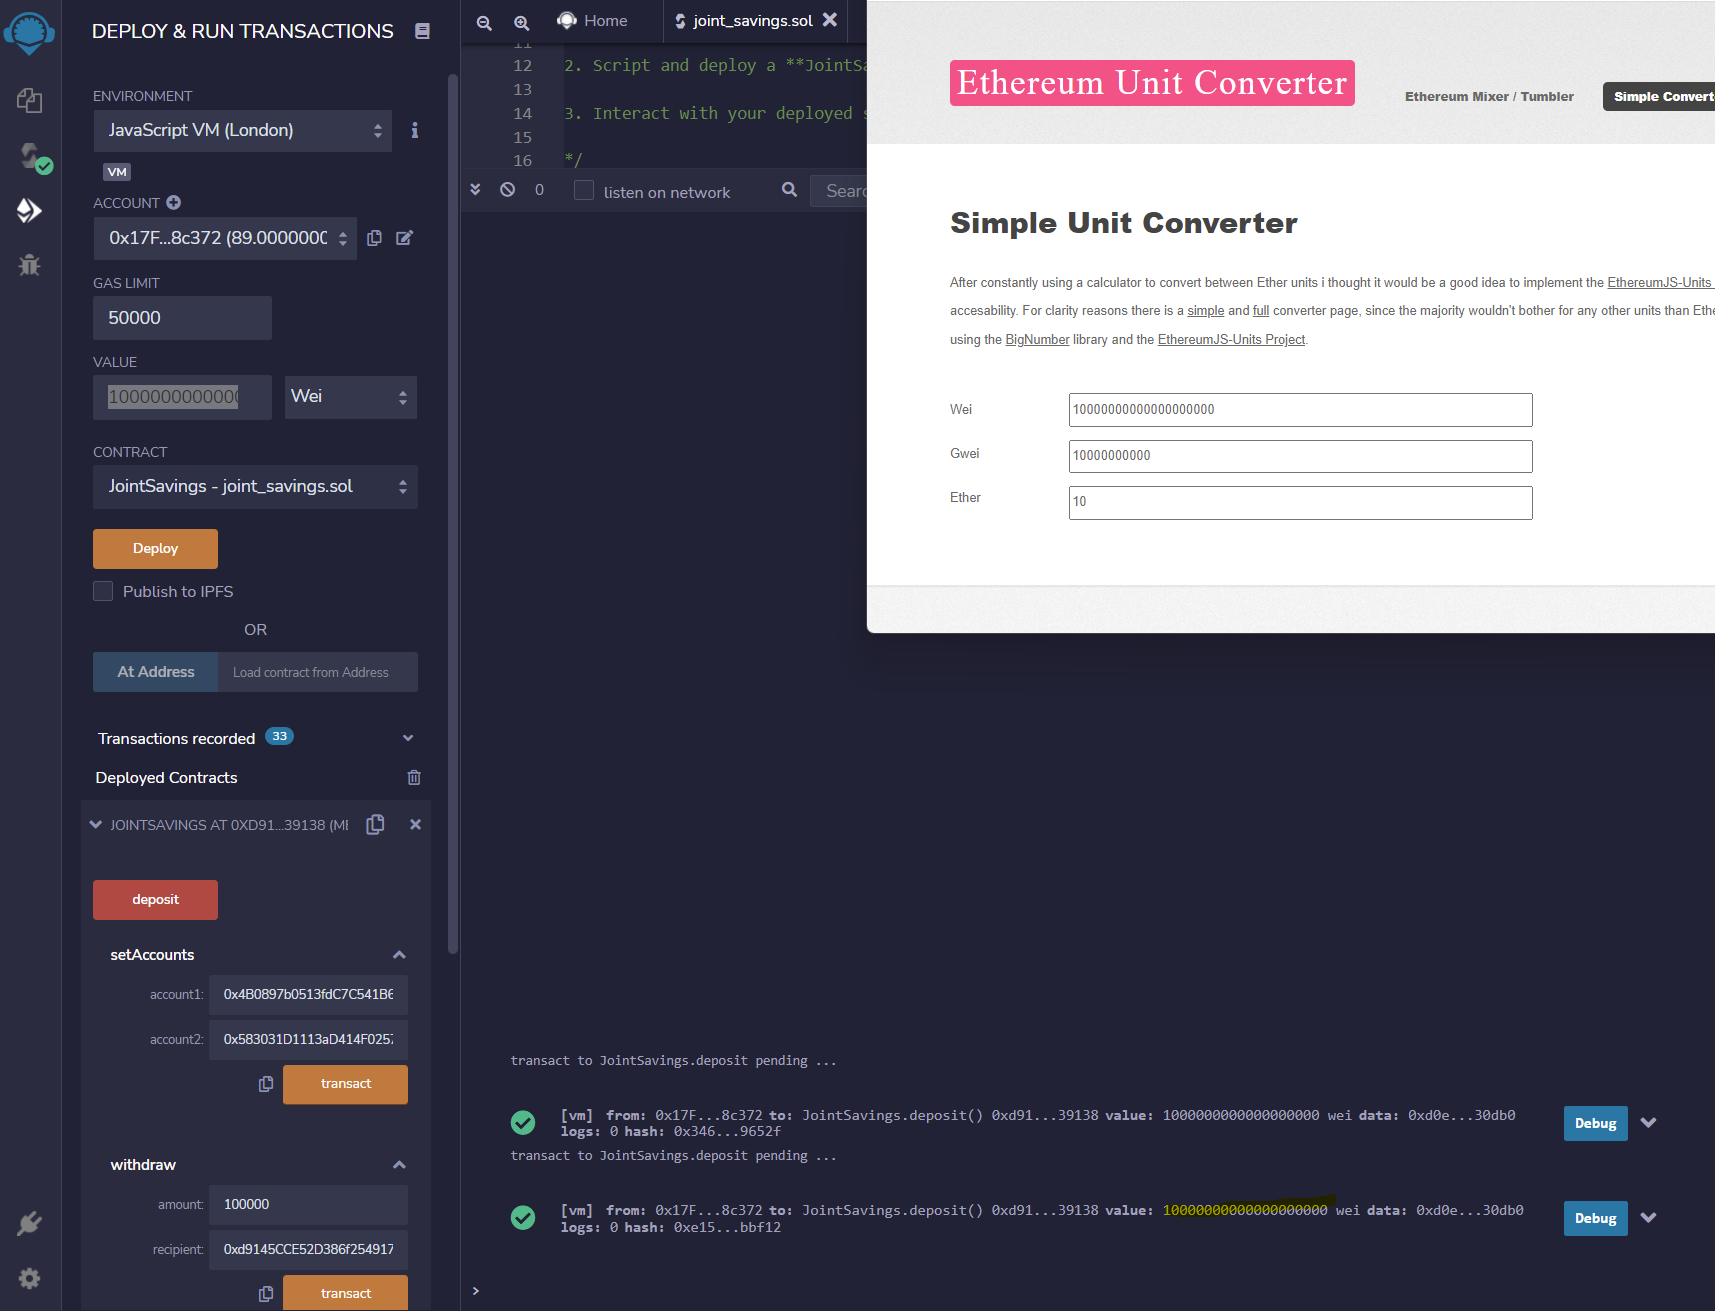 DEPLOY & RUN TRANSACTIONS
ENVIRONMENT
JavaScript VM (London)
VM
ACCOUNT
0x17F...8c372 (89.0000000
GAS LIMIT
50000
VALUE
1000000000000
Wei
CONTRACT
JointSavings - joint_savings.sol
Deploy
Publish to IPFS
OR
At Address
Load contract from Address
Transactions recorded 33
Deployed Contracts
JOINTSAVINGS AT 0XD91...39138 (ME
deposit
setAccounts
account1: 0x4B0897b0513fdC7C541B6
account2: 0x583031D1113aD414F0257
transact
withdraw
amount: 100000
recipient: 0xd9145CCE52D386f254917
transact
Home
joint_savings.sol
11
12 2. Script and deploy a **JointSa
13
14 3. Interact with your deployed s
15
16 */
0
listen on network
Searc
Ethereum Unit Converter
Ethereum Mixer / Tumbler
Simple Convert
Simple Unit Converter
After constantly using a calculator to convert between Ether units i thought it would be a good idea to implement the EthereumJS-Units
accesability. For clarity reasons there is a simple and full converter page, since the majority wouldn't bother for any other units than Eth
using the BigNumber library and the EthereumJS-Units Project.
Wei 10000000000000000000
Gwei 10000000000
Ether 10
transact to JointSavings.deposit pending ...
[vm] from: 0x17F...8c372 to: JointSavings.deposit() 0xd91...39138 value: 1000000000000000000 wei data: 0xd0e...30db0
logs: 0 hash: 0x346...9652f
Debug
transact to JointSavings.deposit pending ...
[vm] from: 0x17F...8c372 to: JointSavings.deposit() 0xd91...39138 value: 10000000000000000000 wei data: 0xd0e...30db0
logs: 0 hash: 0xe15...bbf12
Debug
>